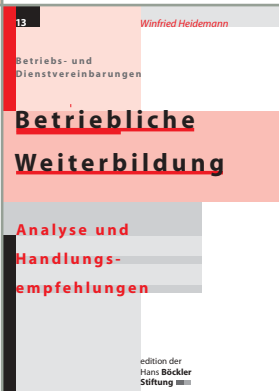 13
Winfried Heidemann
Betriebs- und
Dienstvereinbarungen
Betriebliche
Weiterbildung
Analyse und
Handlungs-
empfehlungen
edition der
Hans Böckler
Stiftung